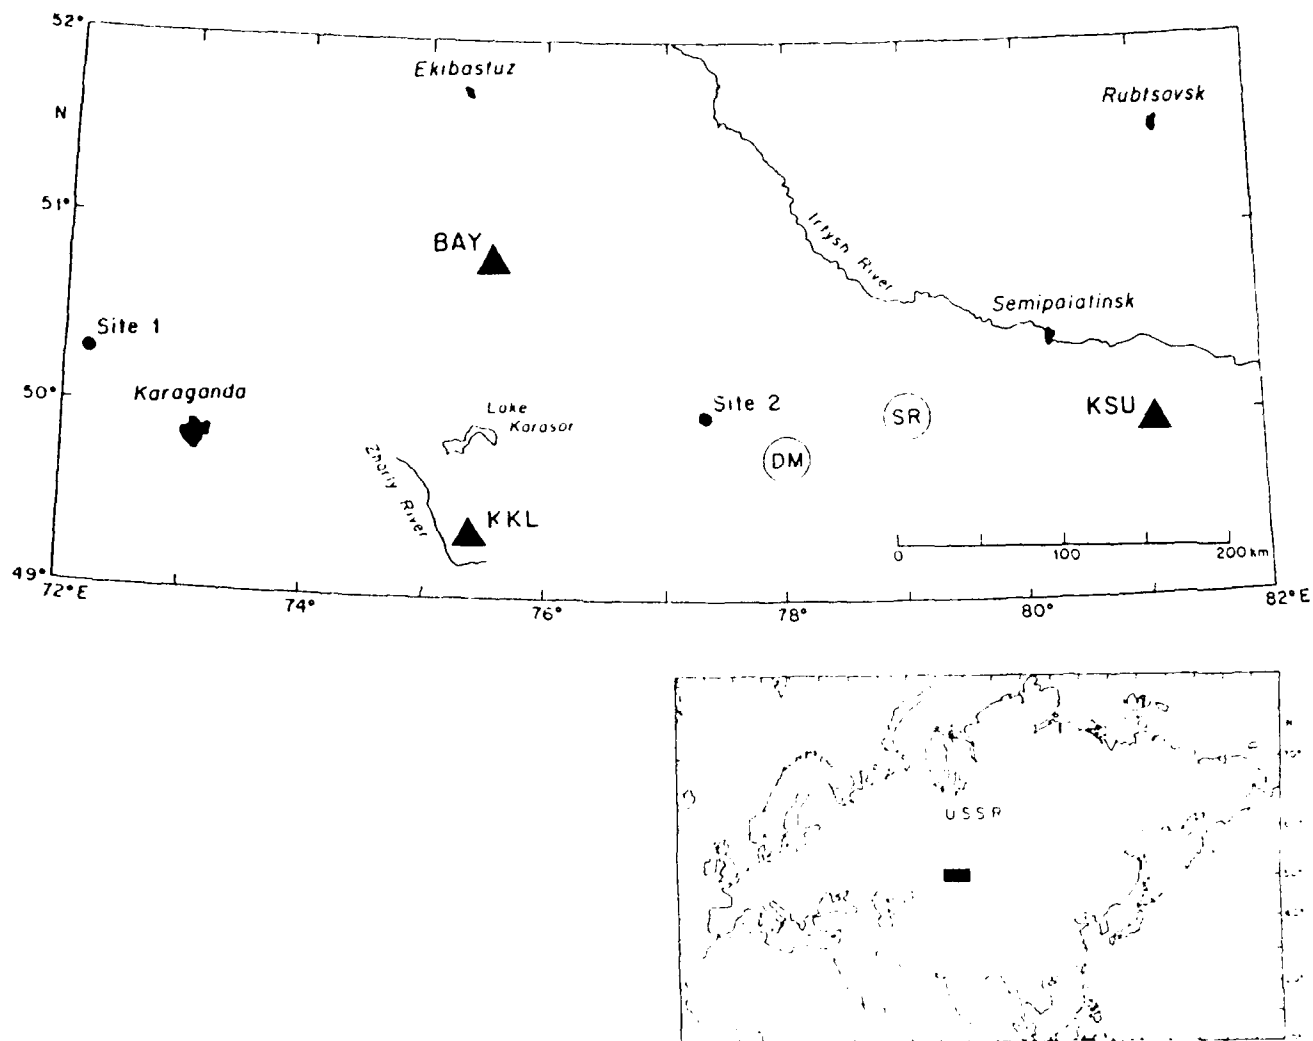 52°
N
Ekibastuz
Rubtsovsk
51°
BAY
Irtysh River
Semipalatinsk
Site 1
50°
Karaganda
Lake
Karasor
Site 2
SR
KSU
DM
River
KKL
0 100 200 km
49°
72°E
74°
76°
78°
80°
82°E
N
USSR